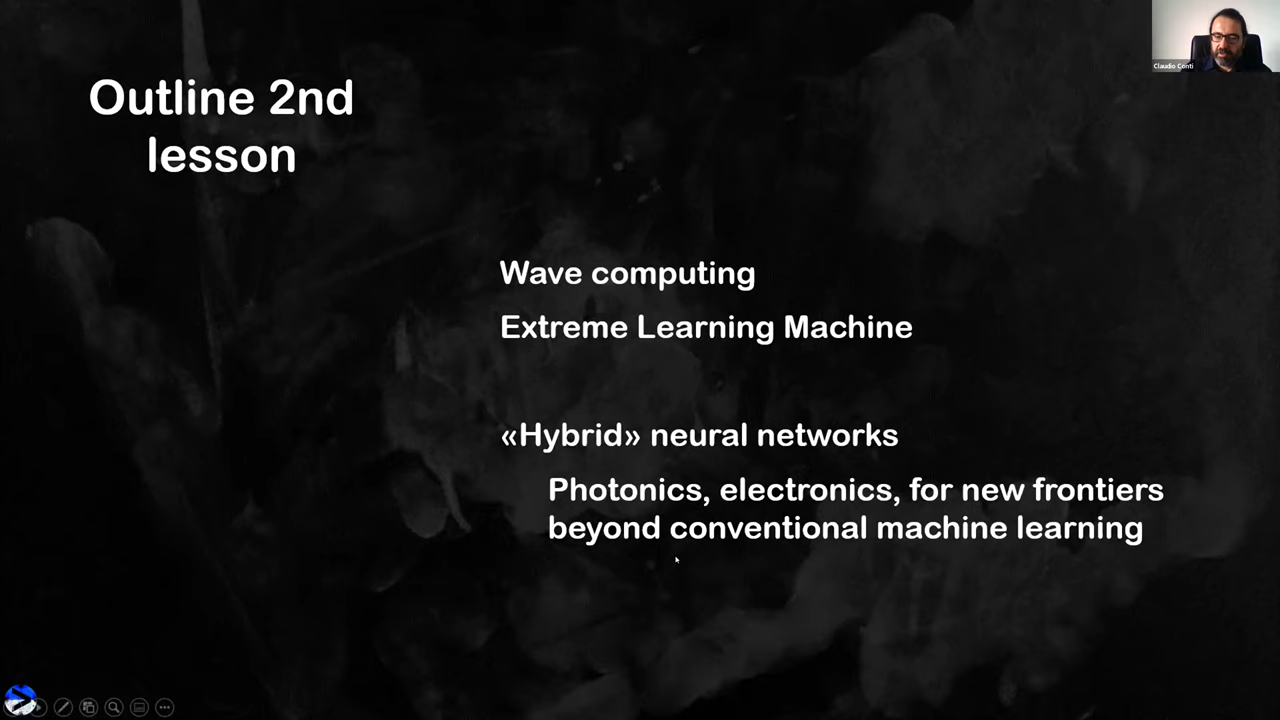 Claudio Conti
Outline 2nd
lesson
Wave computing
Extreme Learning Machine
«Hybrid» neural networks
Photonics, electronics, for new frontiers
beyond conventional machine learning